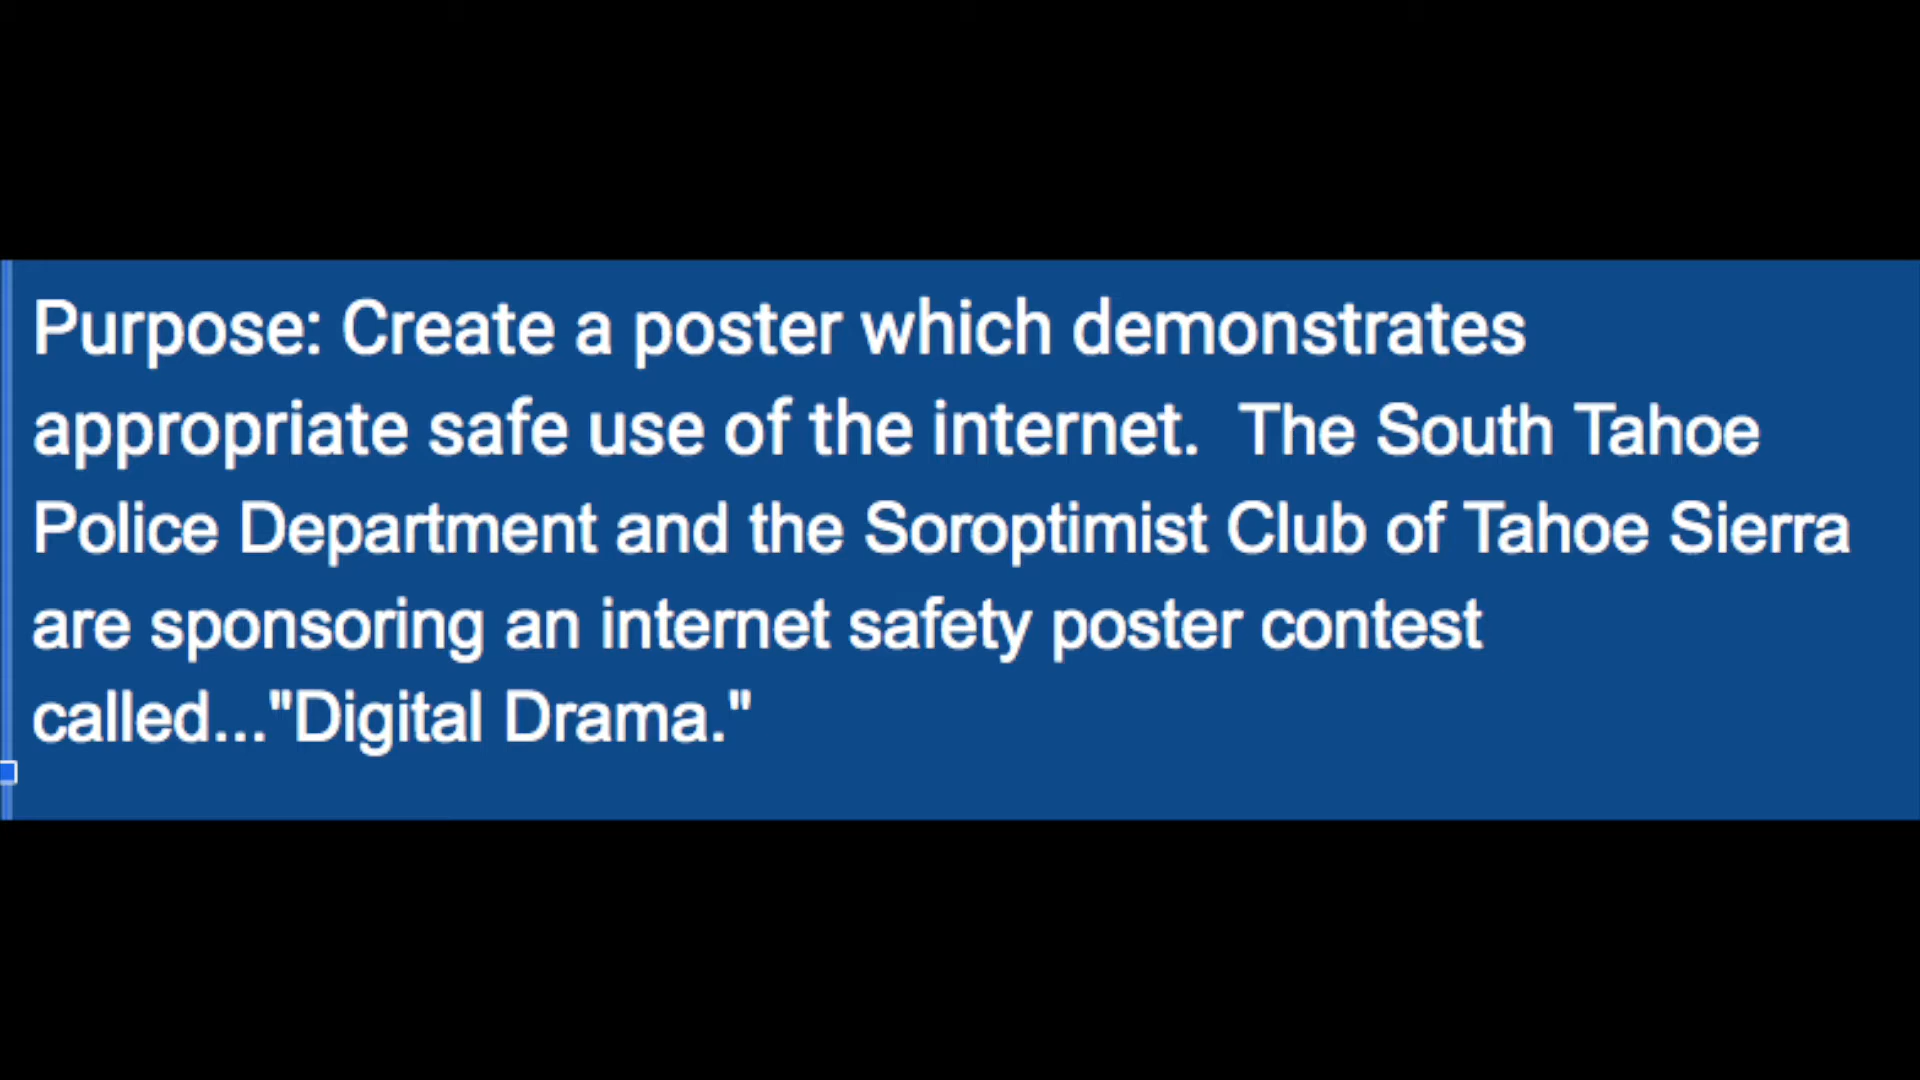 Purpose: Create a poster which demonstrates
appropriate safe use of the internet.  The South Tahoe
Police Department and the Soroptimist Club of Tahoe Sierra
are sponsoring an internet safety poster contest
called..."Digital Drama."